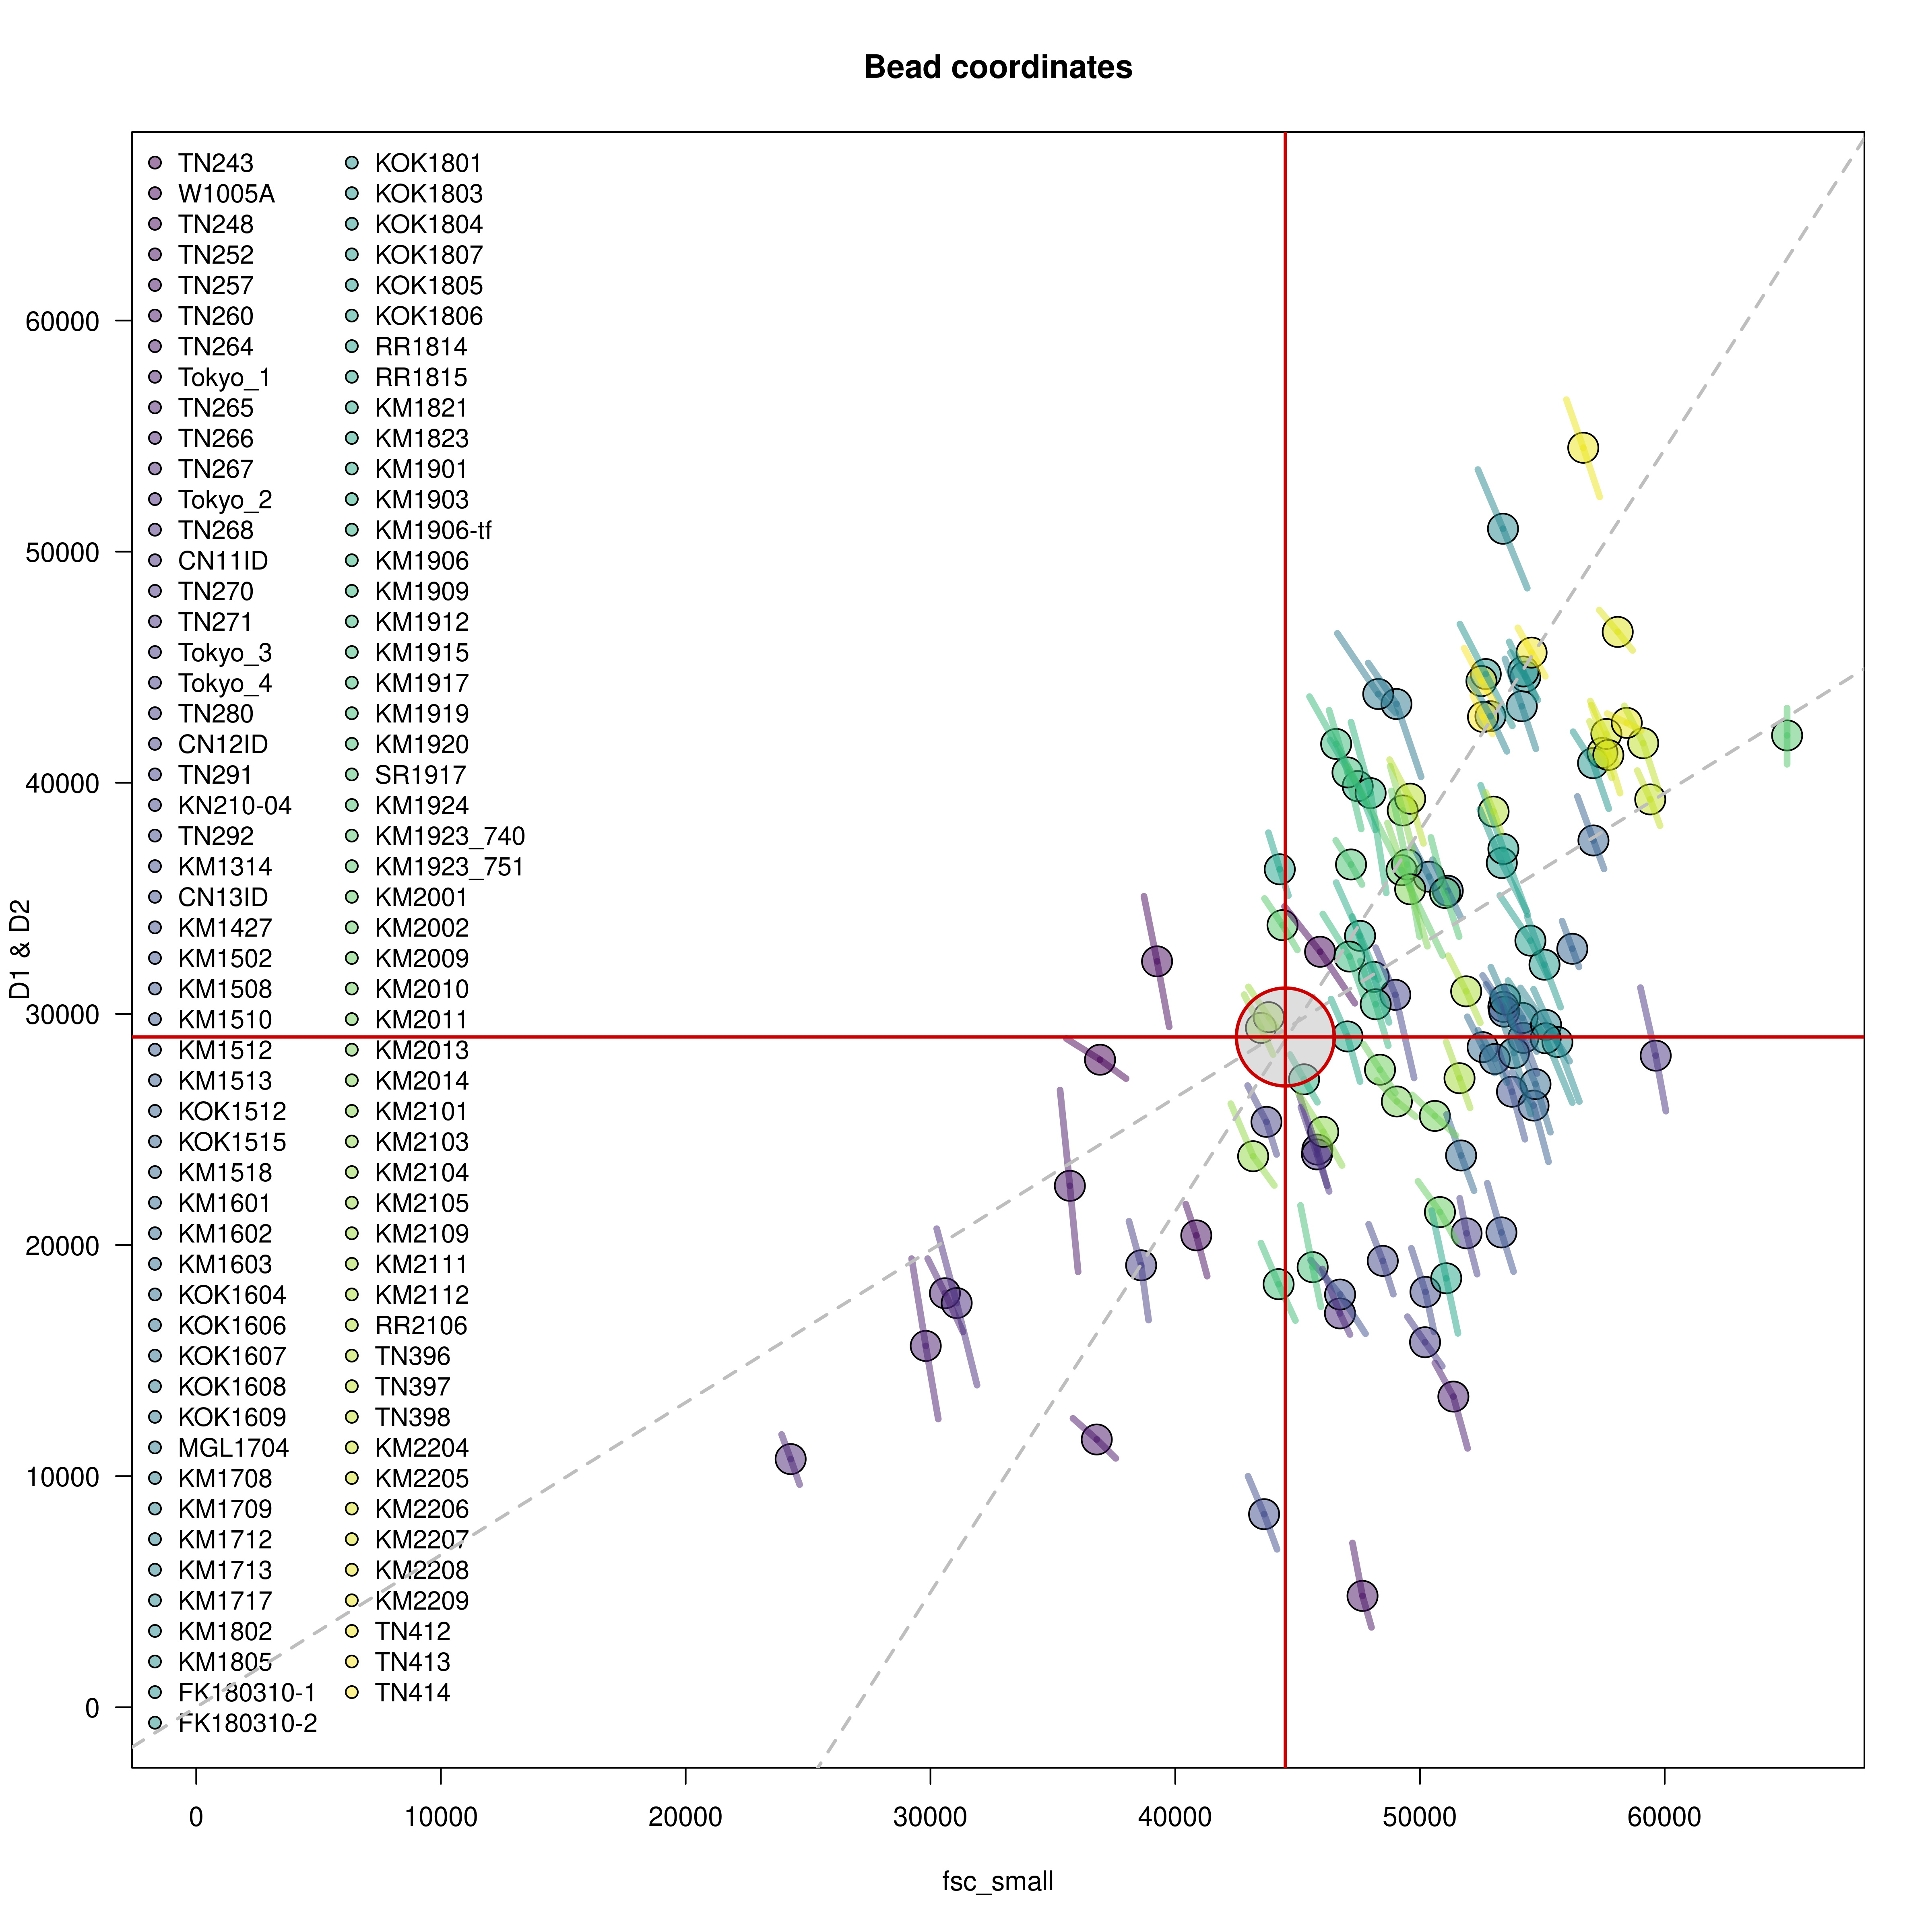 Bead coordinates
TN243
W1005A
TN248
TN252
TN257
TN260
TN264
Tokyo_1
TN265
TN266
TN267
Tokyo_2
TN268
CN11ID
TN270
TN271
Tokyo_3
Tokyo_4
TN280
CN12ID
TN291
KN210-04
TN292
KM1314
CN13ID
KM1427
KM1502
KM1508
KM1510
KM1512
KM1513
KOK1512
KOK1515
KM1518
KM1601
KM1602
KM1603
KOK1604
KOK1606
KOK1607
KOK1608
KOK1609
MGL1704
KM1708
KM1709
KM1712
KM1713
KM1717
KM1802
KM1805
FK180310-1
FK180310-2
KOK1801
KOK1803
KOK1804
KOK1807
KOK1805
KOK1806
RR1814
RR1815
KM1821
KM1823
KM1901
KM1903
KM1906-tf
KM1906
KM1909
KM1912
KM1915
KM1917
KM1919
KM1920
SR1917
KM1924
KM1923_740
KM1923_751
KM2001
KM2002
KM2009
KM2010
KM2011
KM2013
KM2014
KM2101
KM2103
KM2104
KM2105
KM2109
KM2111
KM2112
RR2106
TN396
TN397
TN398
KM2204
KM2205
KM2206
KM2207
KM2208
KM2209
TN412
TN413
TN414
D1 & D2
60000
50000
40000
30000
20000
10000
0
0 10000 20000 30000 40000 50000 60000
fsc_small